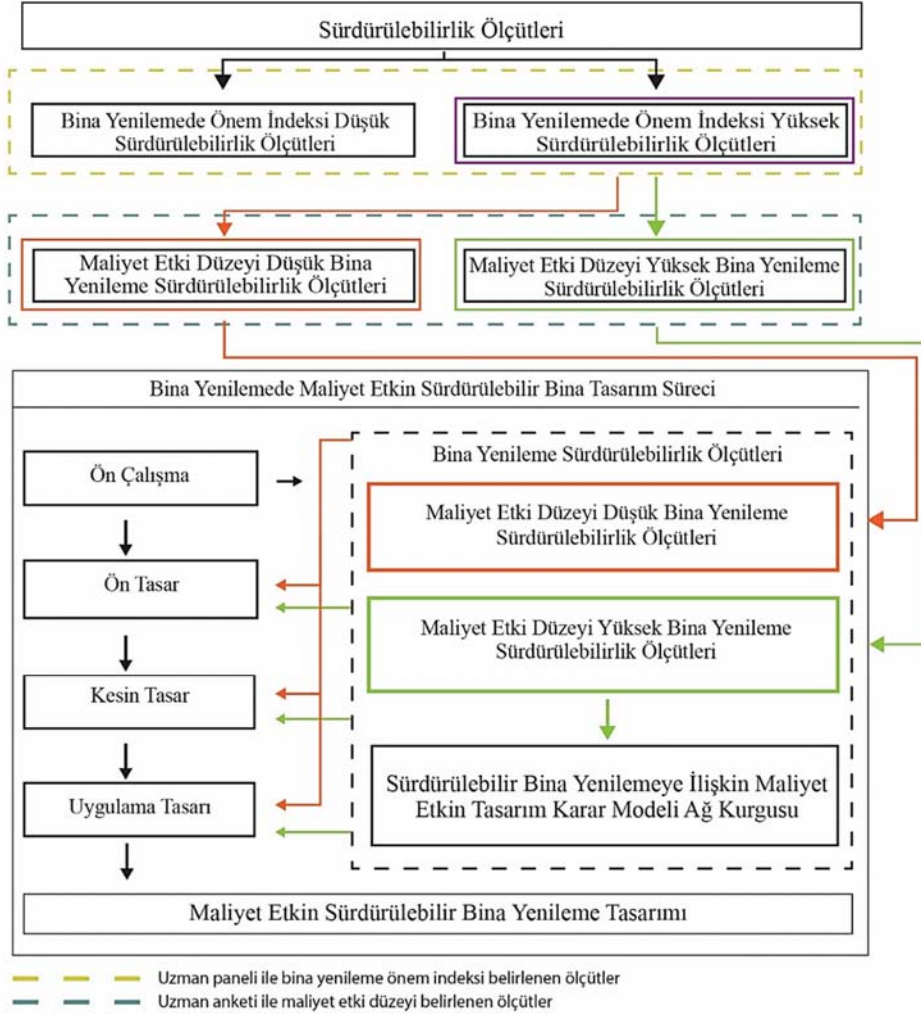 Sürdürülebilirlik Ölçütleri
Bina Yenilemede Önem İndeksi Düşük
Sürdürülebilirlik Ölçütleri
Bina Yenilemede Önem İndeksi Yüksek
Sürdürülebilirlik Ölçütleri
Maliyet Etki Düzeyi Düşük Bina
Yenileme Sürdürülebilirlik Ölçütleri
Maliyet Etki Düzeyi Yüksek Bina Yenileme
Sürdürülebilirlik Ölçütleri
Bina Yenilemede Maliyet Etkin Sürdürülebilir Bina Tasarım Süreci
Ön Çalışma
Ön Tasar
Kesin Tasar
Uygulama Tasarı
Bina Yenileme Sürdürülebilirlik Ölçütleri
Maliyet Etki Düzeyi Düşük Bina Yenileme
Sürdürülebilirlik Ölçütleri
Maliyet Etki Düzeyi Yüksek Bina Yenileme
Sürdürülebilirlik Ölçütleri
Sürdürülebilir Bina Yenilemeye İlişkin Maliyet
Etkin Tasarım Karar Modeli Ağ Kurgusu
Maliyet Etkin Sürdürülebilir Bina Yenileme Tasarımı
Uzman paneli ile bina yenileme önem indeksi belirlenen ölçütler
Uzman anketi ile maliyet etki düzeyi belirlenen ölçütler